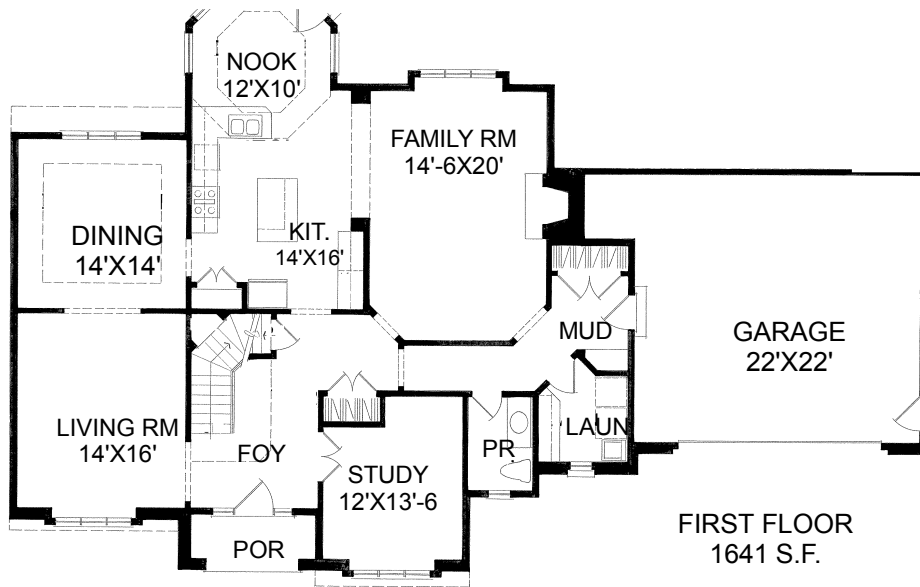 NOOK
12'X10'
FAMILY RM
14'-6X20'
DINING
14'X14'
KIT.
14'X16'
MUD
GARAGE
22'X22'
LIVING RM
14'X16'
FOY
STUDY
12'X13'-6
PR
LAUN
POR
FIRST FLOOR
1641 S.F.